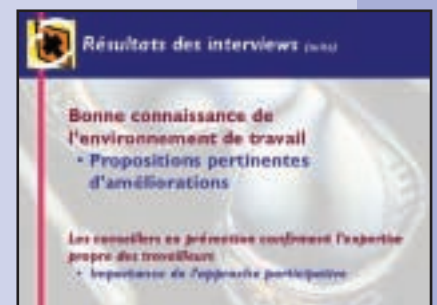 Résultats des interviews (suite)
Bonne connaissance de
l'environnement de travail
• Propositions pertinentes
d'améliorations
Les conseillers en prévention confirment l'expertise
propre des travailleurs
• Importance de l'approche participative